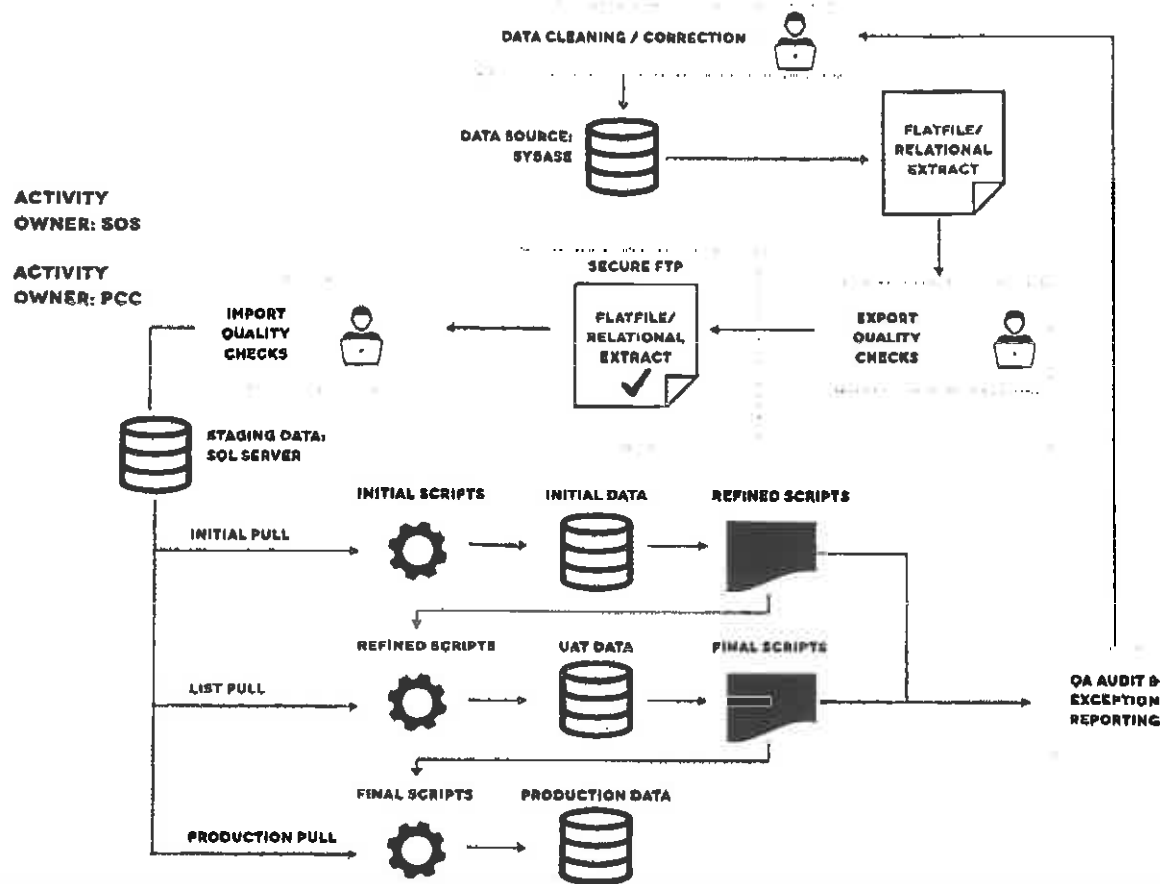 DATA CLEANING / CORRECTION
DATA SOURCE:
SYBASE
FLATFILE/
RELATIONAL
EXTRACT
ACTIVITY
OWNER: SOS
ACTIVITY
OWNER: PCC
SECURE FTP
FLATFILE/
RELATIONAL
EXTRACT
IMPORT
QUALITY
CHECKS
EXPORT
QUALITY
CHECKS
STAGING DATA:
SQL SERVER
INITIAL SCRIPTS
INITIAL DATA
REFINED SCRIPTS
INITIAL PULL
REFINED SCRIPTS
UAT DATA
FINAL SCRIPTS
LIST PULL
QA AUDIT &
EXCEPTION
REPORTING
FINAL SCRIPTS
PRODUCTION DATA
PRODUCTION PULL